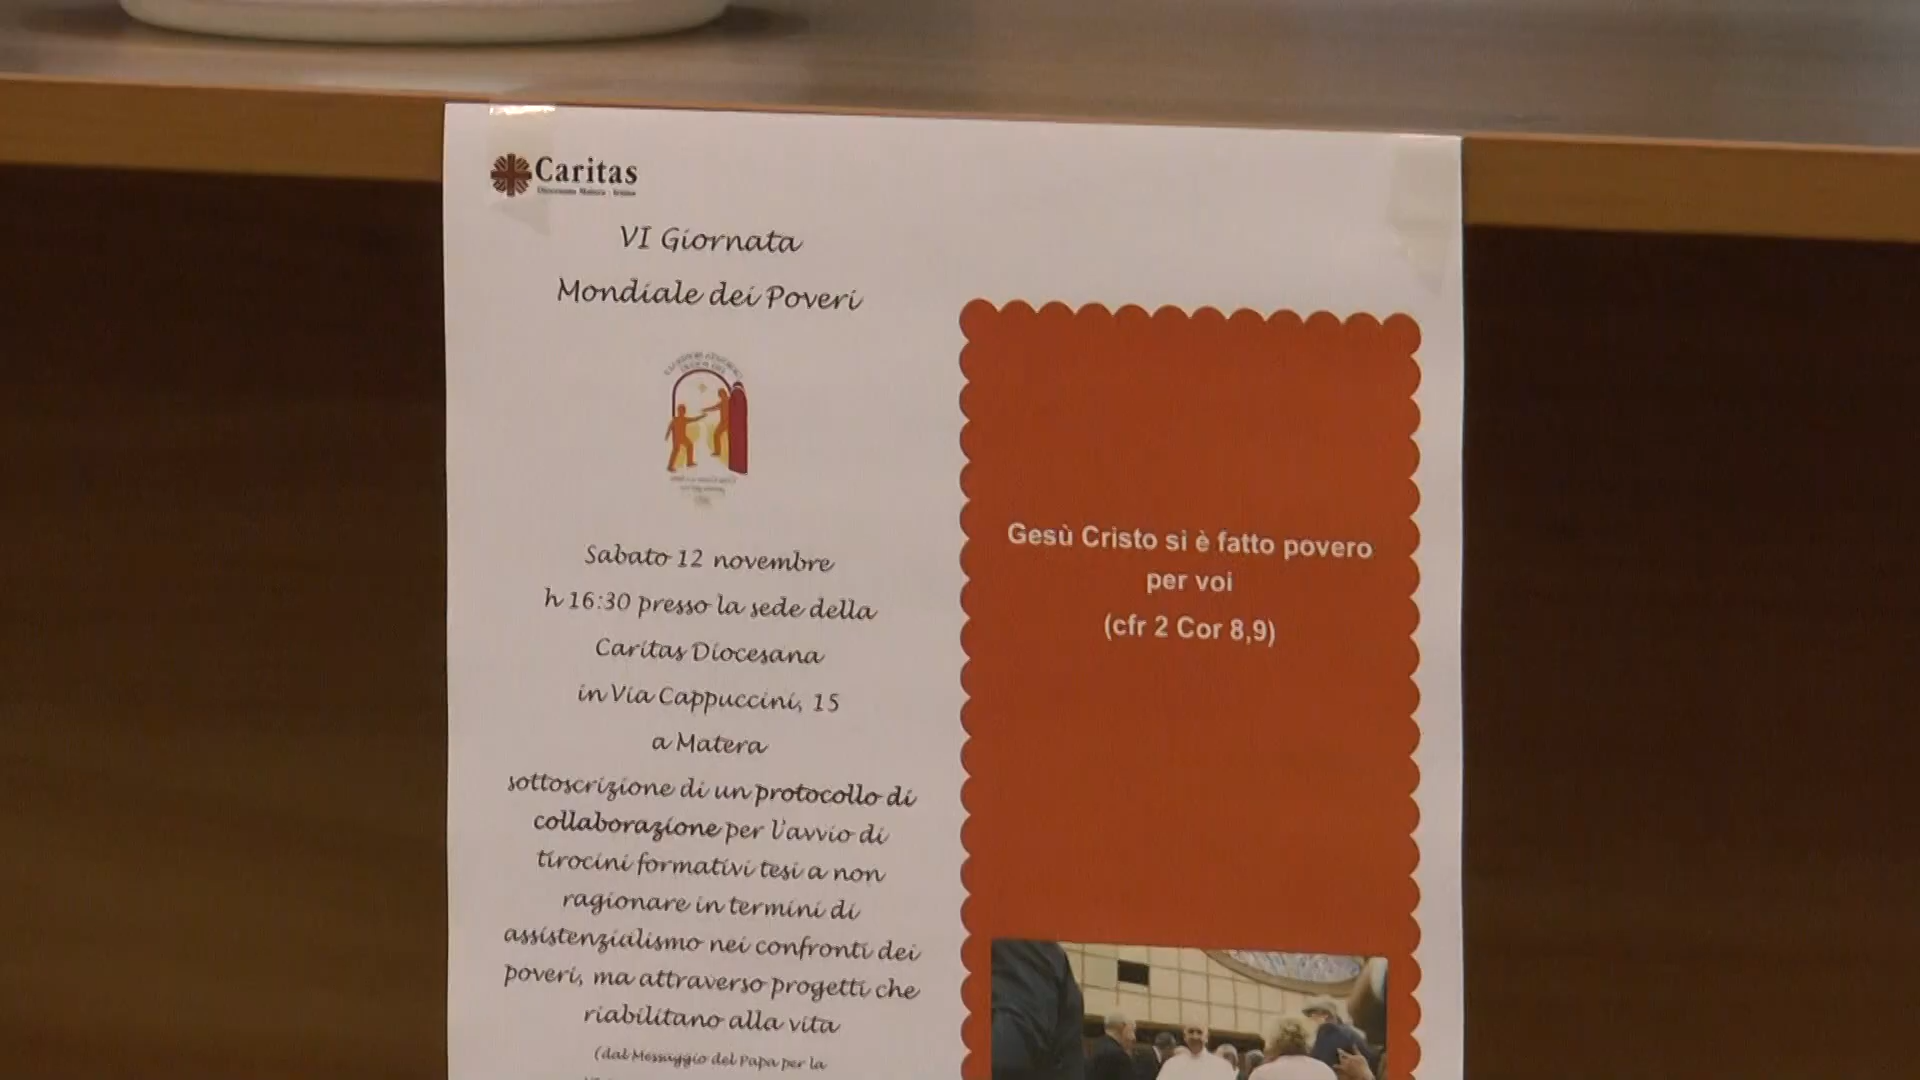 Caritas
VI Giornata
Mondiale dei Poveri
Sabato 12 novembre
h 16:30 presso la sede della
Caritas Diocesana
in Via Cappuccini, 15
a Matera
sottoscrizione di un protocollo di
collaborazione per l'avvio di
tirocini formativi tesi a non
ragionare in termini di
assistenzialismo nei confronti dei
poveri, ma attraverso progetti che
riabilitano alla vita
(dal Messaggio del Papa per la
Gesù Cristo si è fatto povero
per voi
(cfr 2 Cor 8,9)